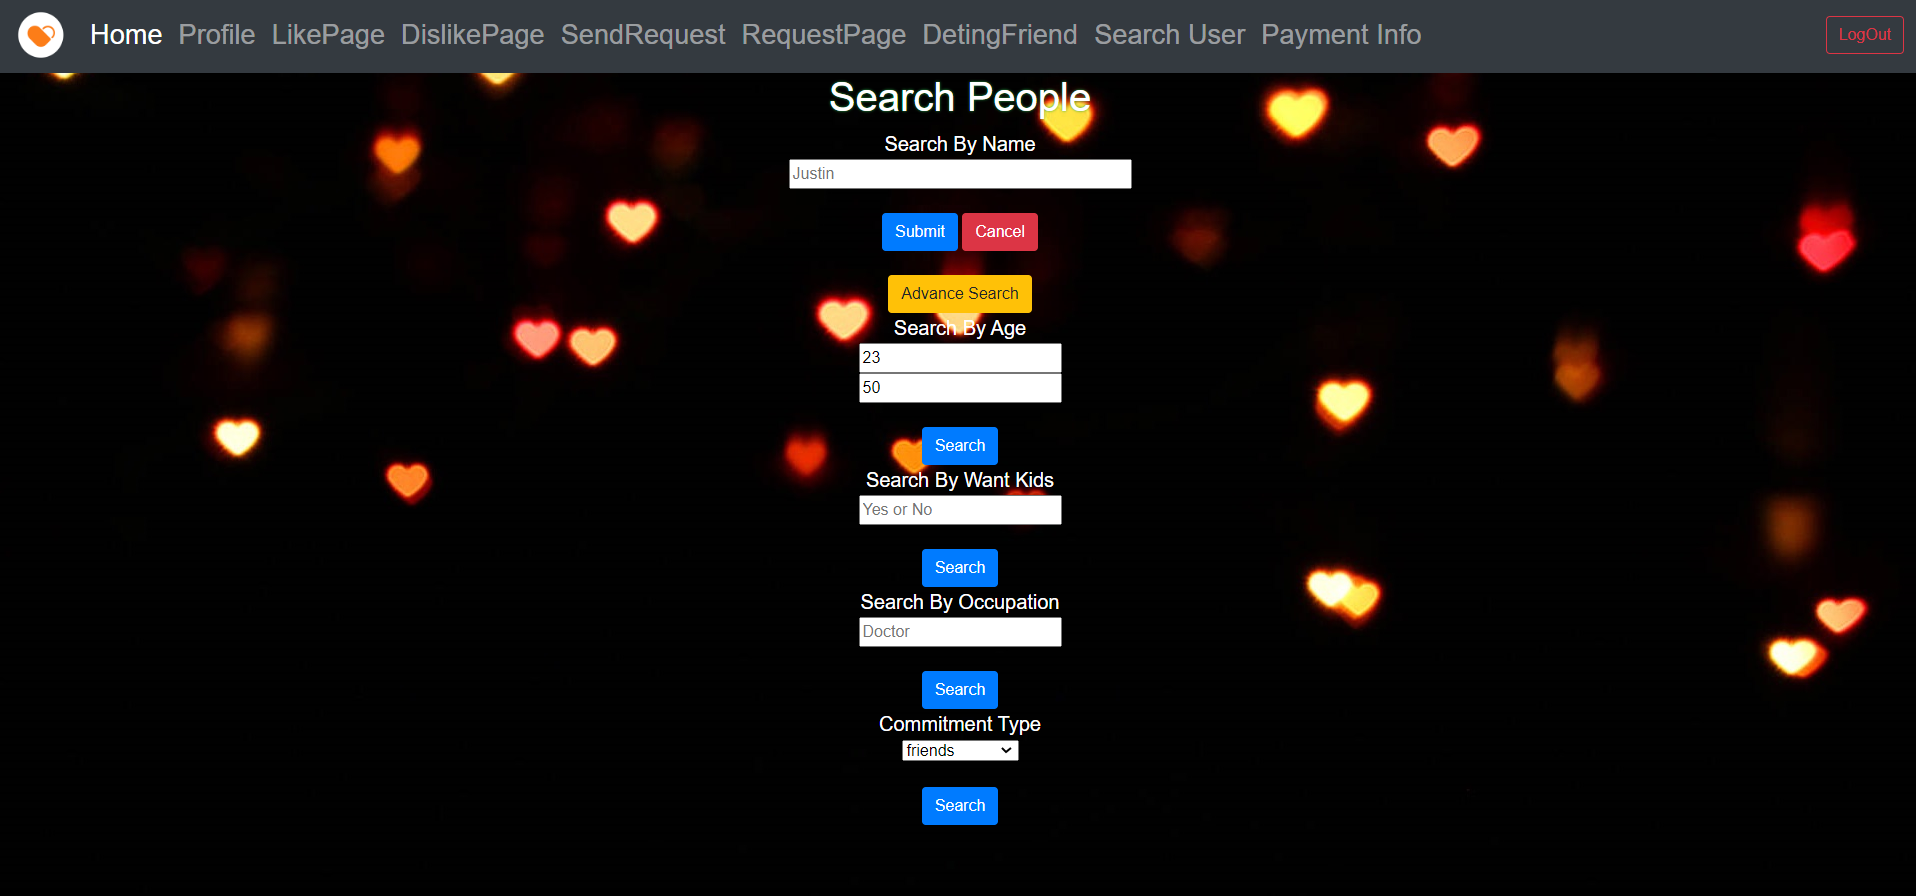 Home Profile LikePage DislikePage SendRequest RequestPage DetingFriend Search User Payment Info LogOut
Search People
Search By Name
Justin
Submit Cancel
Advance Search
Search By Age
23
50
Search
Search By Want Kids
Yes or No
Search
Search By Occupation
Doctor
Search
Commitment Type
friends
Search